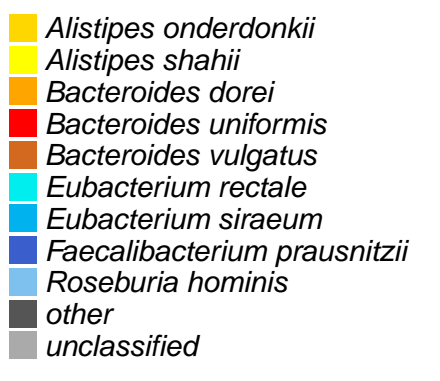 Alistipes onderdonkii
Alistipes shahii
Bacteroides dorei
Bacteroides uniformis
Bacteroides vulgatus
Eubacterium rectale
Eubacterium siraeum
Faecalibacterium prausnitzii
Roseburia hominis
other
unclassified